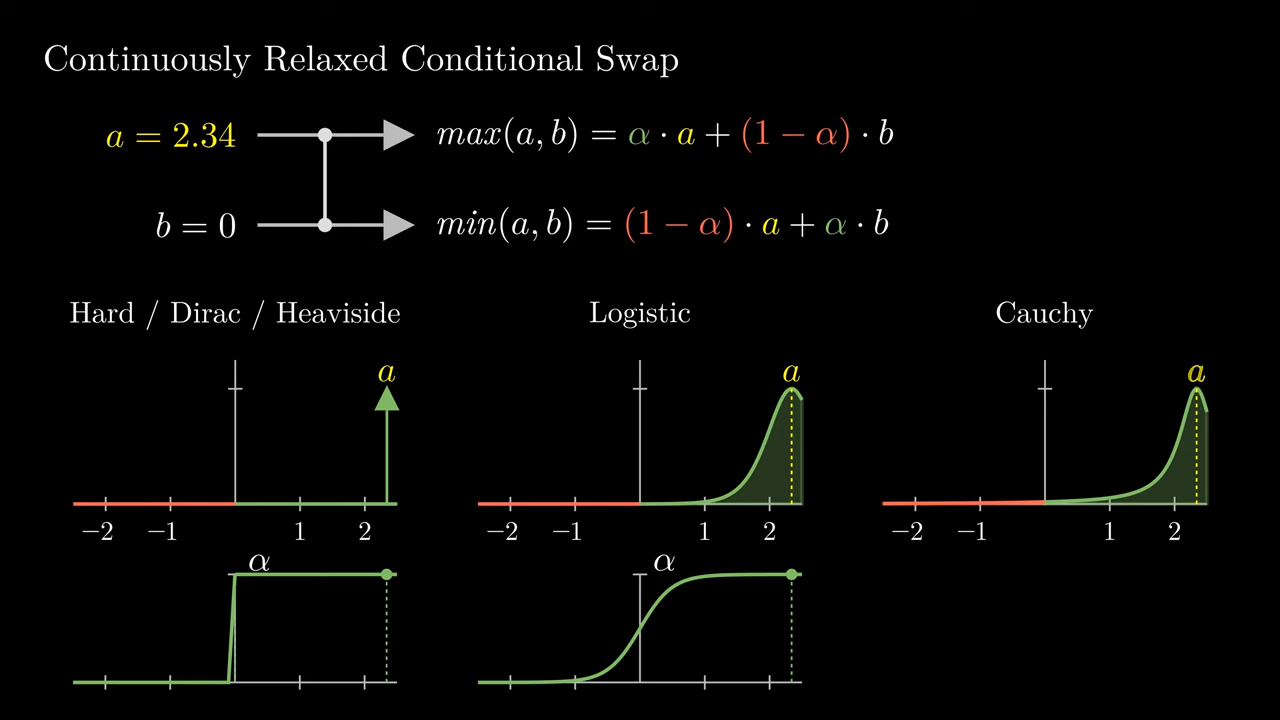 Continuously Relaxed Conditional Swap
a = 2.34 max(a, b) = α · a + (1 − α) · b
b = 0 min(a, b) = (1 − α) · a + α · b
Hard / Dirac / Heaviside Logistic Cauchy
a a a
−2 −1 1 2 −2 −1 1 2 −2 −1 1 2
α α